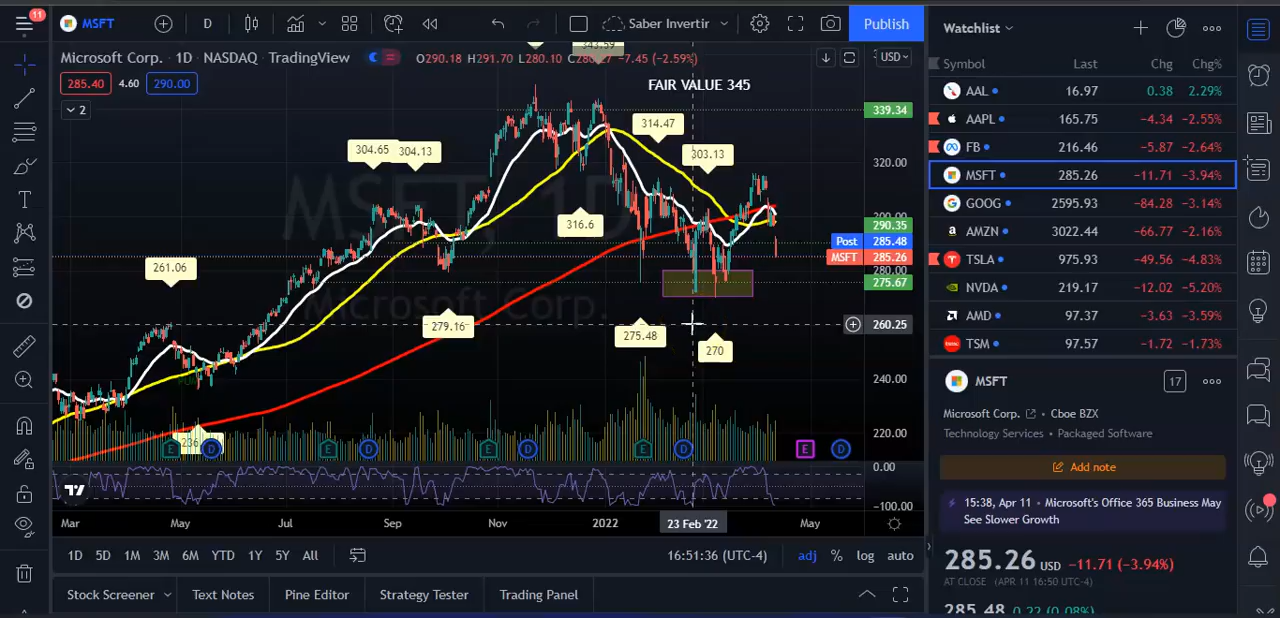 11
MSFT
D
Saber Invertir
Publish
Microsoft Corp. · 1D · NASDAQ TradingView
O290.18 H291.70 L280.10 −7.45 (−2.59%)
USD
285.40 4.60 290.00
2
343.59
FAIR VALUE 345
339.34
314.47
304.65
304.13
303.13
320.00
316.6
300.00
290.35
Post 285.48
MSFT 285.26
280.00
275.67
261.06
MSFT, 1D
Microsoft Corp.
279.16
275.48
270
260.25
240.00
220.00
236
E D E D E D E D E D
0.00
−100.00
Mar May Jul Sep Nov 2022 23 Feb '22 May
1D 5D 1M 3M 6M YTD 1Y 5Y All
16:51:36 (UTC-4) adj % log auto
Stock Screener Text Notes Pine Editor Strategy Tester Trading Panel
Watchlist
Symbol Last Chg Chg%
AAL 16.97 0.38 2.29%
AAPL 165.75 −4.34 −2.55%
FB 216.46 −5.87 −2.64%
MSFT 285.26 −11.71 −3.94%
GOOG 2595.93 −84.28 −3.14%
AMZN 3022.44 −66.77 −2.16%
TSLA 975.93 −49.56 −4.83%
NVDA 219.17 −12.02 −5.20%
AMD 97.37 −3.63 −3.59%
TSM 97.57 −1.72 −1.73%
MSFT
17
Microsoft Corp. • Cboe BZX
Technology Services • Packaged Software
Add note
15:38, Apr 11 • Microsoft's Office 365 Business May
See Slower Growth
285.26 USD −11.71 (−3.94%)
AT CLOSE (APR 11 16:50 UTC-4)
285.48 0.22 (0.08%)